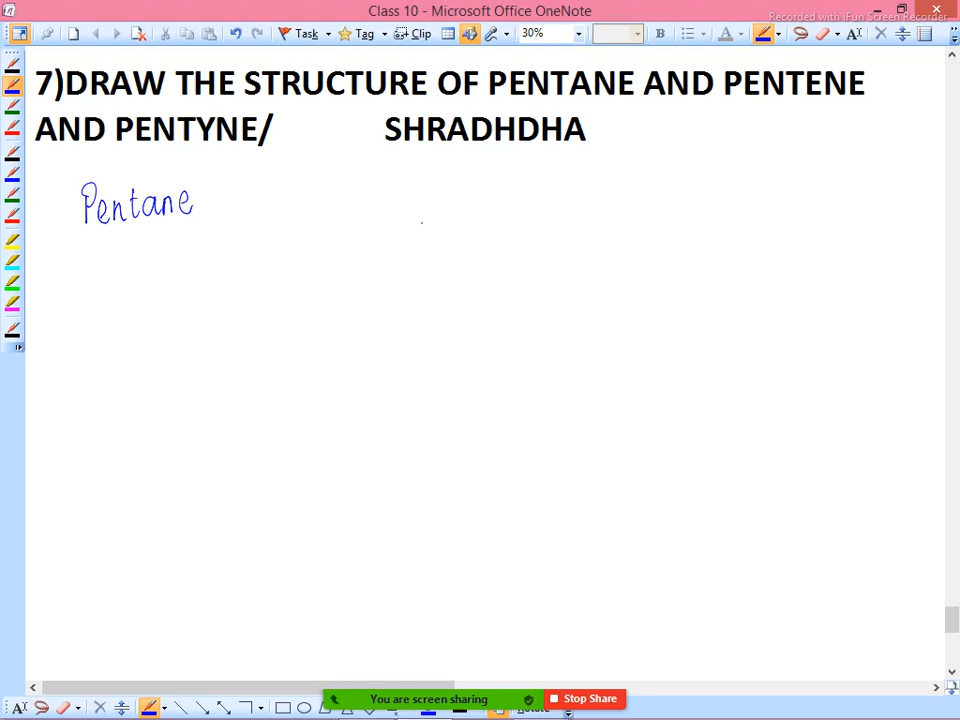 Class 10 - Microsoft Office OneNote
Recorded with iFun Screen Recorder
Task Tag Clip 30% B A
7)DRAW THE STRUCTURE OF PENTANE AND PENTENE
AND PENTYNE/ SHRADHDHA
Pentane
You are screen sharing Stop Share
Rotate